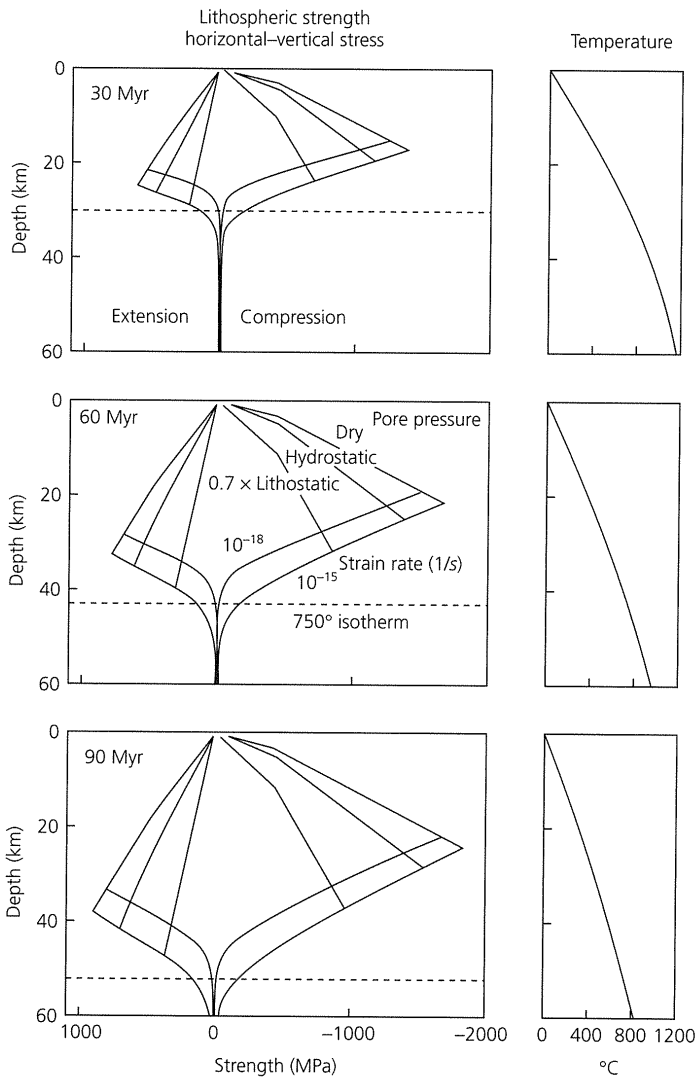 Lithospheric strength
horizontal–vertical stress
Temperature
0
20
40
60
Depth (km)
30 Myr
Extension
Compression
0
20
40
60
Depth (km)
60 Myr
Pore pressure
Dry
Hydrostatic
0.7 × Lithostatic
10⁻¹⁸
Strain rate (1/s)
10⁻¹⁵
750° isotherm
0
20
40
60
Depth (km)
90 Myr
1000
0
–1000
–2000
Strength (MPa)
0
400
800
1200
°C